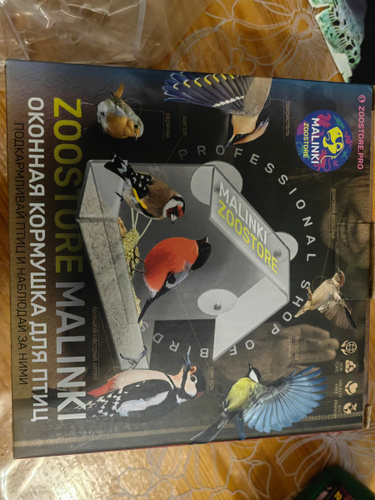 ZOOSTORE MALINKI
ОКОННАЯ КОРМУШКА ДЛЯ ПТИЦ
ПОДКАРМЛИВАЙ ПТИЦ И НАБЛЮДАЙ ЗА НИМИ
PROFESSIONAL SHOP OF BIRDS
MALINKI
ZOOSTORE
MALINKI
ZOOSTORE
ZOOSTORE.PRO